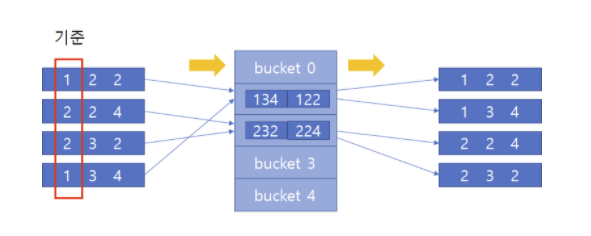 기준
1 2 2
2 2 4
2 3 2
1 3 4
bucket 0
134 122
232 224
bucket 3
bucket 4
1 2 2
1 3 4
2 2 4
2 3 2